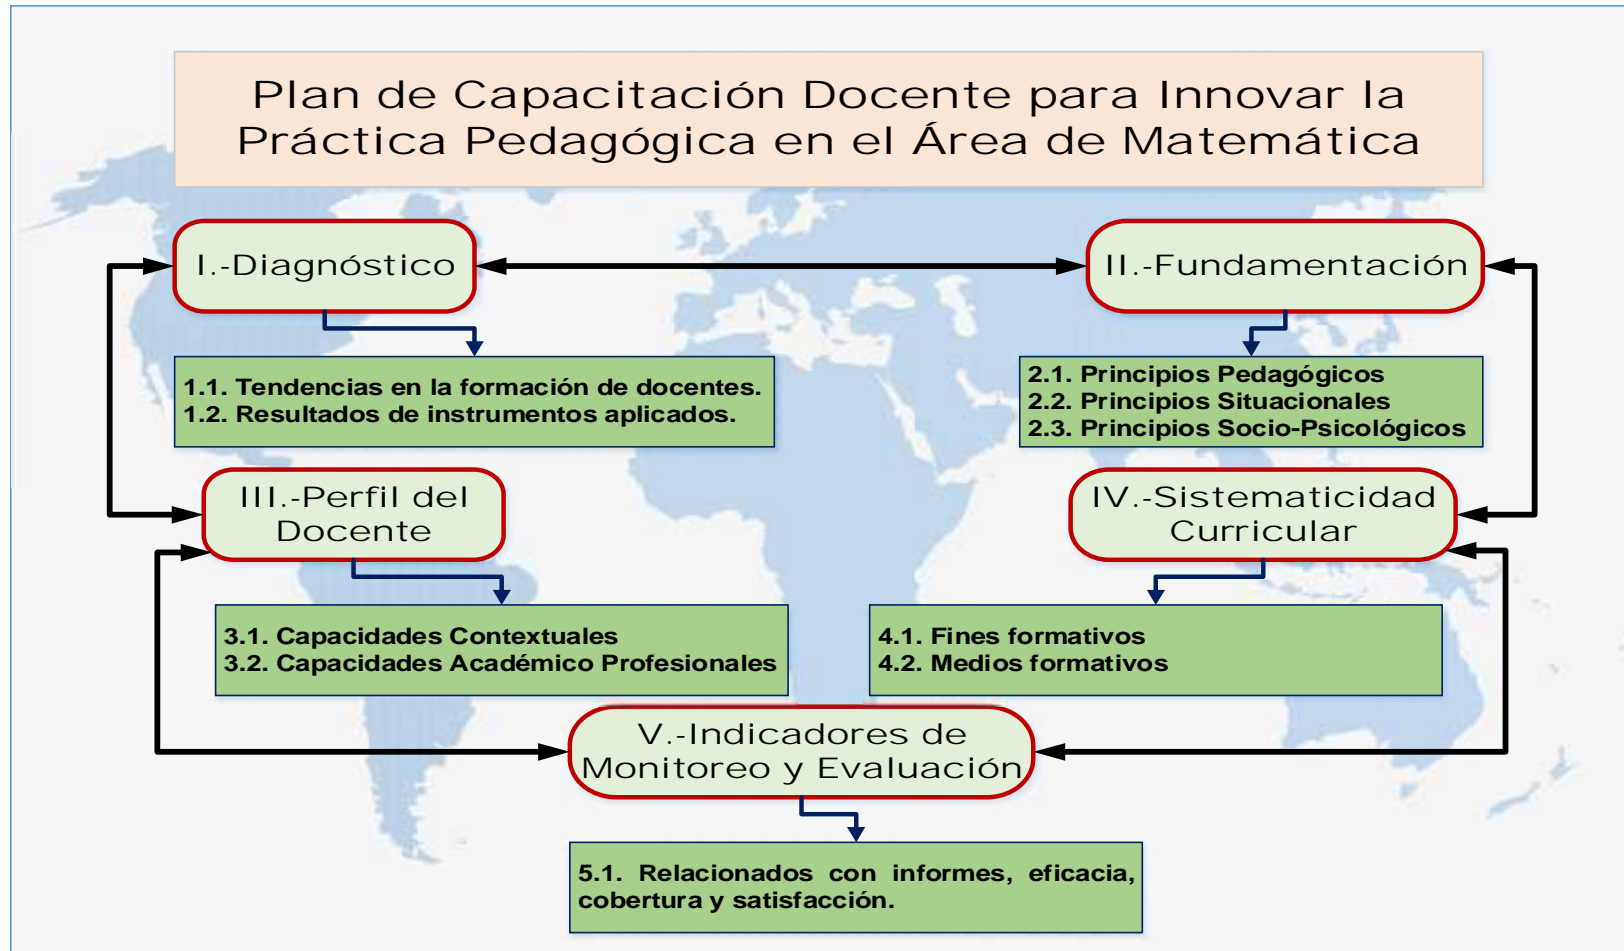 Plan de Capacitación Docente para Innovar la
Práctica Pedagógica en el Área de Matemática
I.-Diagnóstico
II.-Fundamentación
1.1. Tendencias en la formación de docentes.
1.2. Resultados de instrumentos aplicados.
2.1. Principios Pedagógicos
2.2. Principios Situacionales
2.3. Principios Socio-Psicológicos
III.-Perfil del
Docente
IV.-Sistematicidad
Curricular
3.1. Capacidades Contextuales
3.2. Capacidades Académico Profesionales
4.1. Fines formativos
4.2. Medios formativos
V.-Indicadores de
Monitoreo y Evaluación
5.1. Relacionados con informes, eficacia,
cobertura y satisfacción.